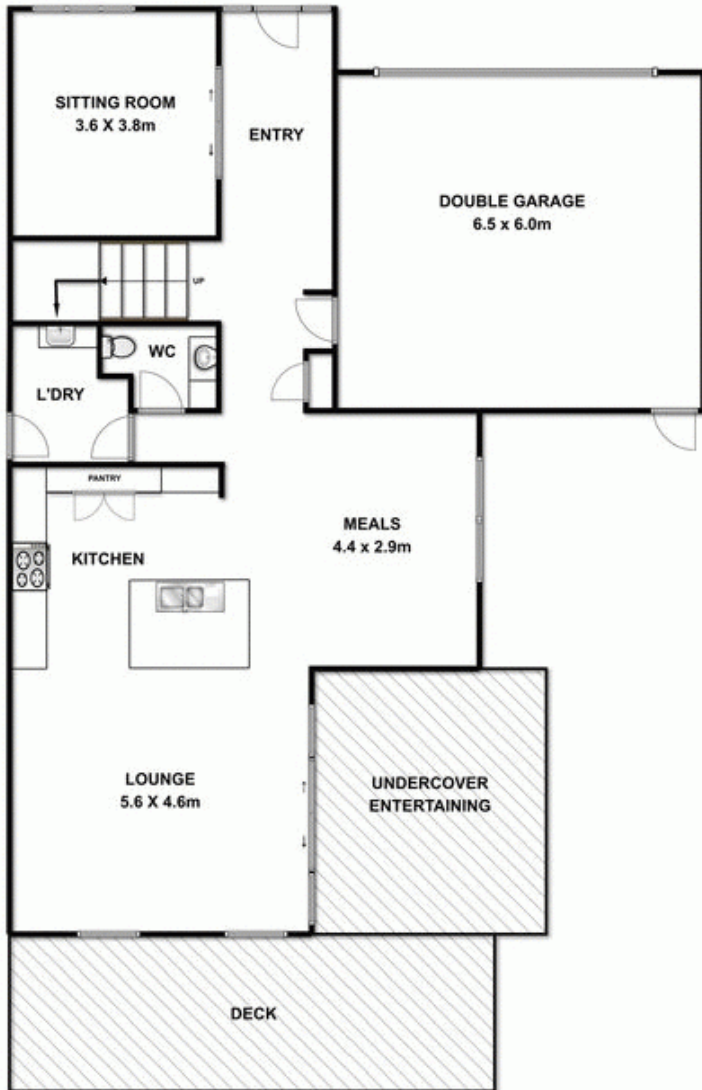 SITTING ROOM
3.6 X 3.8m
ENTRY
DOUBLE GARAGE
6.5 x 6.0m
UP
WC
L'DRY
PANTRY
KITCHEN
MEALS
4.4 x 2.9m
LOUNGE
5.6 X 4.6m
UNDERCOVER
ENTERTAINING
DECK